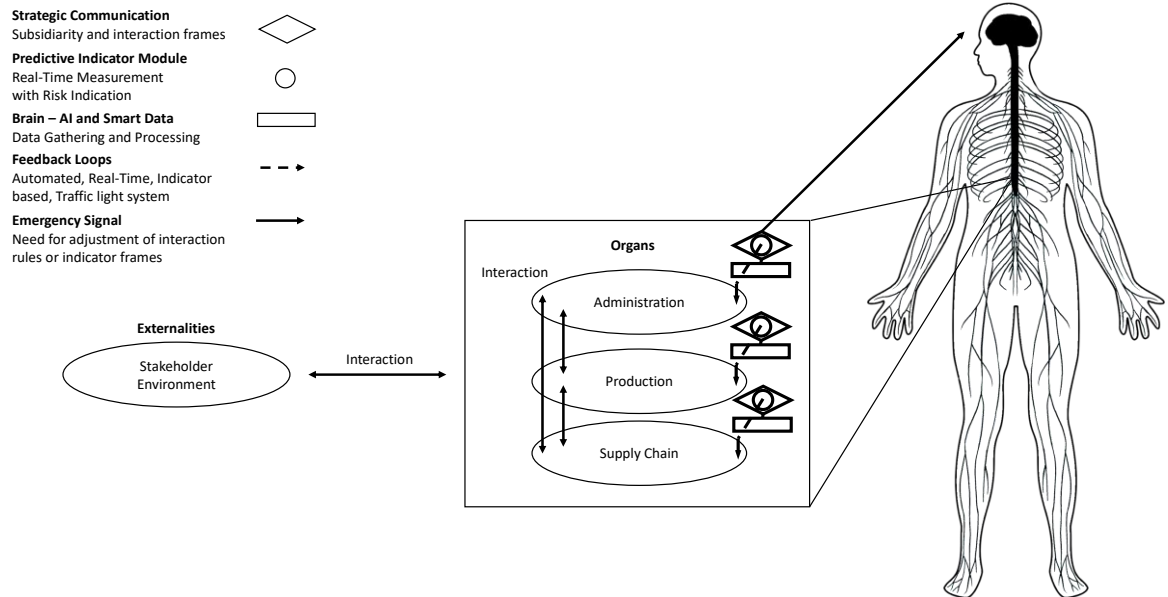 Strategic Communication
Subsidiarity and interaction frames
Predictive Indicator Module
Real-Time Measurement
with Risk Indication
Brain – AI and Smart Data
Data Gathering and Processing
Feedback Loops
Automated, Real-Time, Indicator
based, Traffic light system
Emergency Signal
Need for adjustment of interaction
rules or indicator frames
Externalities
Stakeholder
Environment
Interaction
Organs
Interaction
Administration
Production
Supply Chain